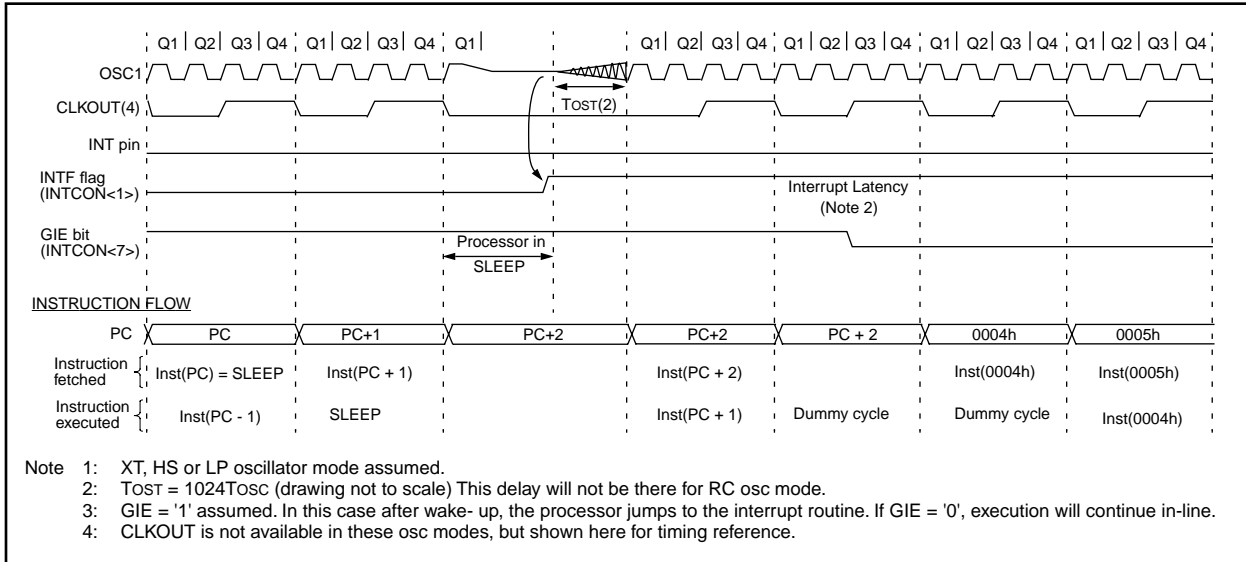 Q1 Q2 Q3 Q4 Q1 Q2 Q3 Q4 Q1 Q1 Q2 Q3 Q4 Q1 Q2 Q3 Q4 Q1 Q2 Q3 Q4 Q1 Q2 Q3 Q4
OSC1
TOST(2)
CLKOUT(4)
INT pin
INTF flag
(INTCON<1>)
Interrupt Latency
(Note 2)
GIE bit
(INTCON<7>)
Processor in
SLEEP
INSTRUCTION FLOW
PC PC PC+1 PC+2 PC+2 PC + 2 0004h 0005h
Instruction
fetched
Inst(PC) = SLEEP Inst(PC + 1) Inst(PC + 2) Inst(0004h) Inst(0005h)
Instruction
executed
Inst(PC - 1) SLEEP Inst(PC + 1) Dummy cycle Dummy cycle Inst(0004h)
Note 1: XT, HS or LP oscillator mode assumed.
2: TOST = 1024TOSC (drawing not to scale) This delay will not be there for RC osc mode.
3: GIE = '1' assumed. In this case after wake- up, the processor jumps to the interrupt routine. If GIE = '0', execution will continue in-line.
4: CLKOUT is not available in these osc modes, but shown here for timing reference.